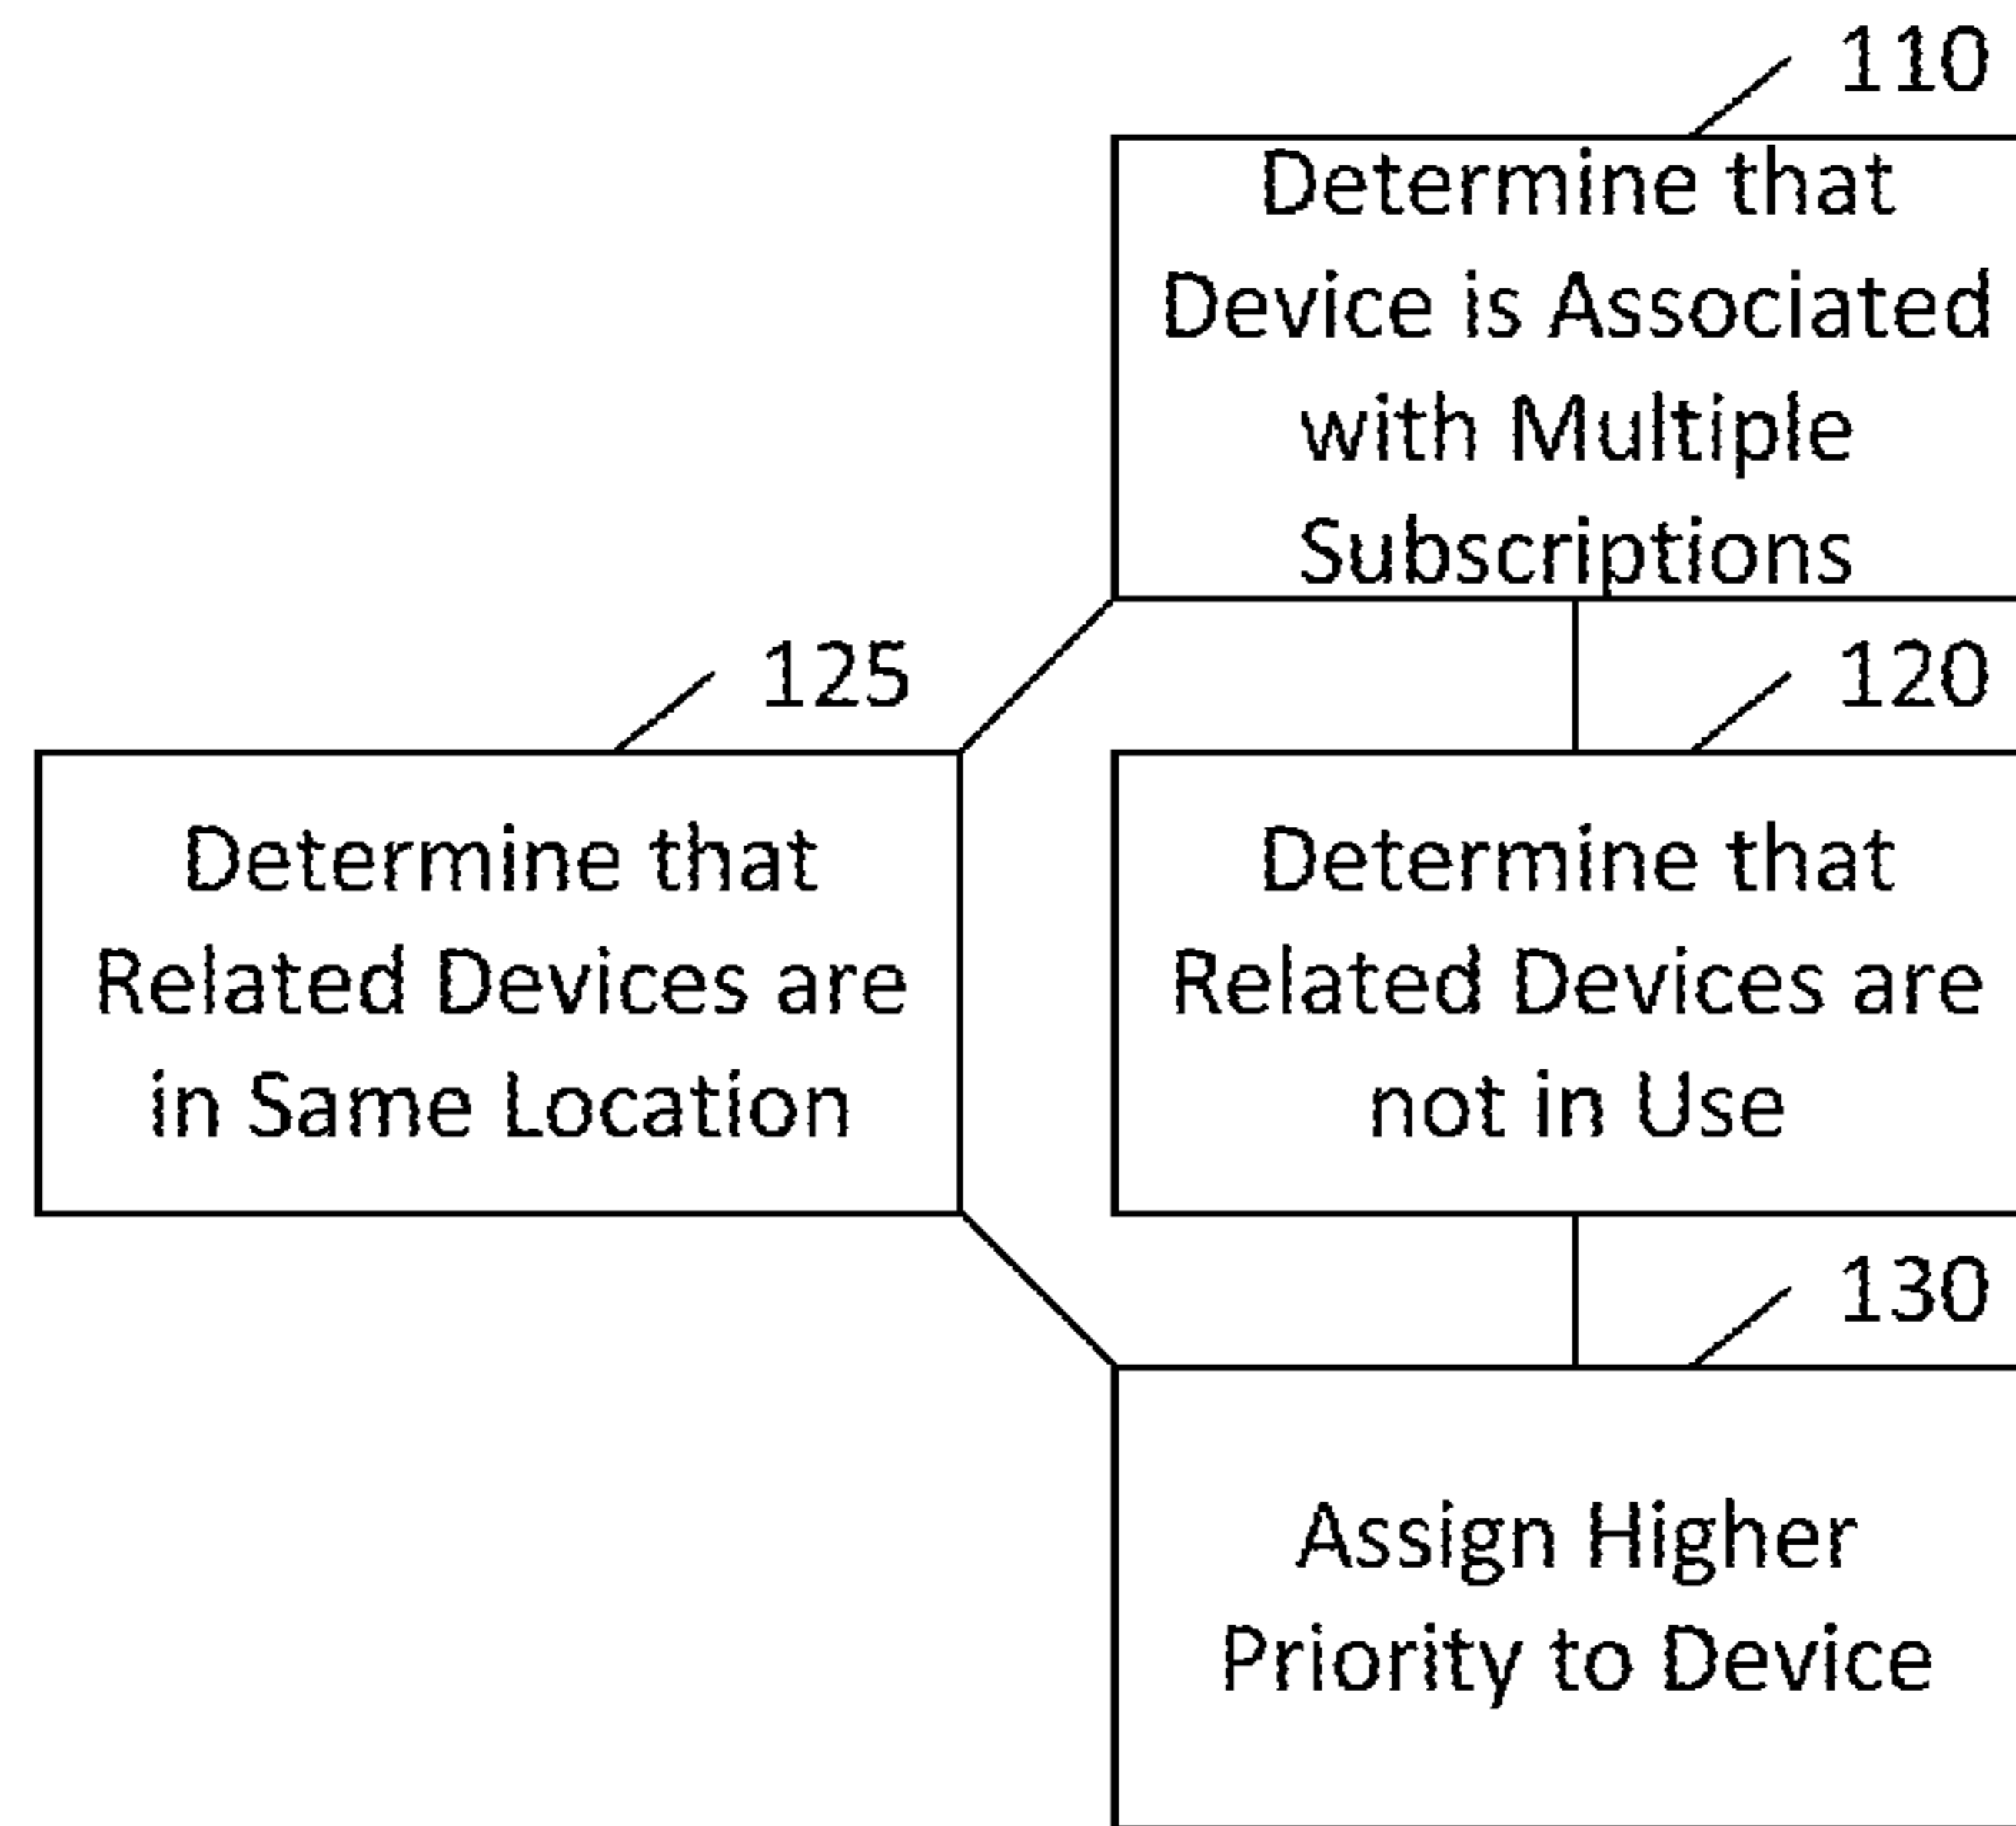 110
Determine that
Device is Associated
with Multiple
Subscriptions
125
Determine that
Related Devices are
in Same Location
120
Determine that
Related Devices are
not in Use
130
Assign Higher
Priority to Device